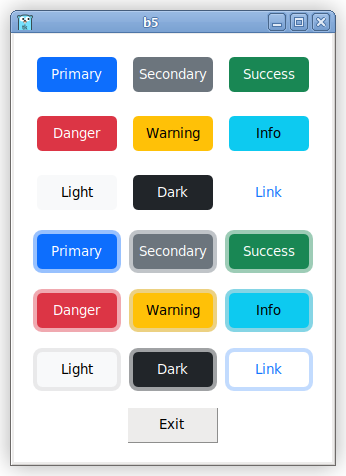 b5
Primary Secondary Success
Danger Warning Info
Light Dark Link
Primary Secondary Success
Danger Warning Info
Light Dark Link
Exit